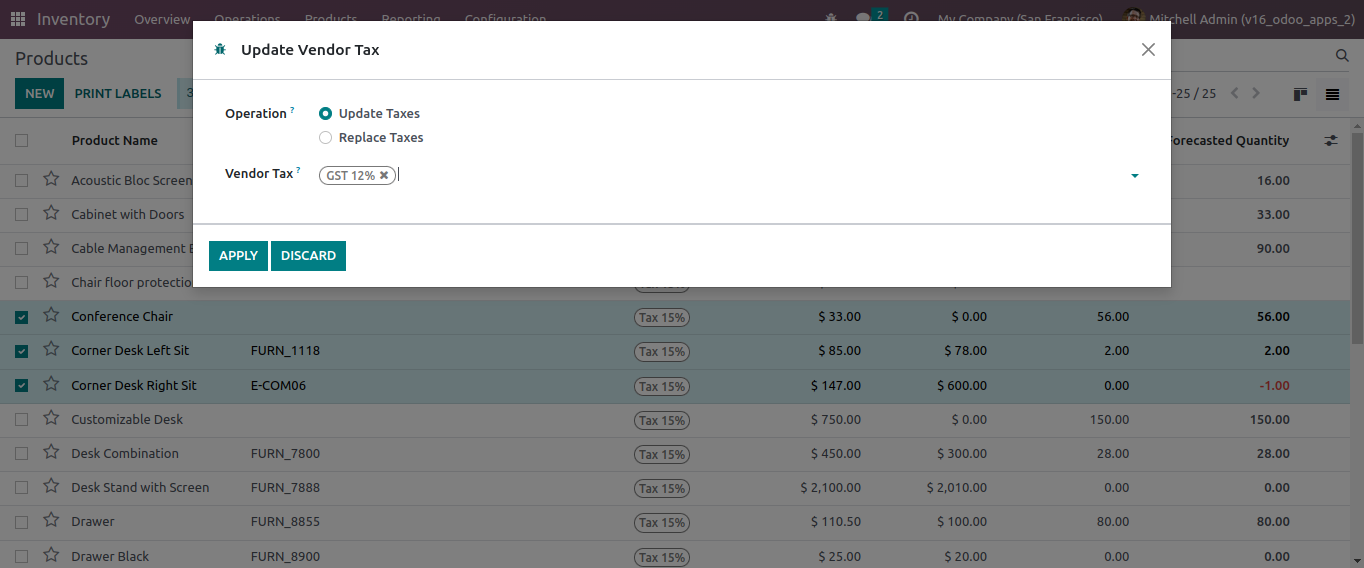 Inventory Overview Operations Products Reporting Configuration 2 My Company (San Francisco) Mitchell Admin (v16_odoo_apps_2)
Update Vendor Tax
Products
NEW PRINT LABELS 3 -25 / 25
Operation ? Update Taxes
Replace Taxes
Vendor Tax ? GST 12%
APPLY DISCARD
Product Name Forecasted Quantity
Acoustic Bloc Screen 16.00
Cabinet with Doors 33.00
Cable Management 90.00
Chair floor protectio
Conference Chair Tax 15% $ 33.00 $ 0.00 56.00 56.00
Corner Desk Left Sit FURN_1118 Tax 15% $ 85.00 $ 78.00 2.00 2.00
Corner Desk Right Sit E-COM06 Tax 15% $ 147.00 $ 600.00 0.00 -1.00
Customizable Desk Tax 15% $ 750.00 $ 0.00 150.00 150.00
Desk Combination FURN_7800 Tax 15% $ 450.00 $ 300.00 28.00 28.00
Desk Stand with Screen FURN_7888 Tax 15% $ 2,100.00 $ 2,010.00 0.00 0.00
Drawer FURN_8855 Tax 15% $ 110.50 $ 100.00 80.00 80.00
Drawer Black FURN_8900 Tax 15% $ 25.00 $ 20.00 0.00 0.00